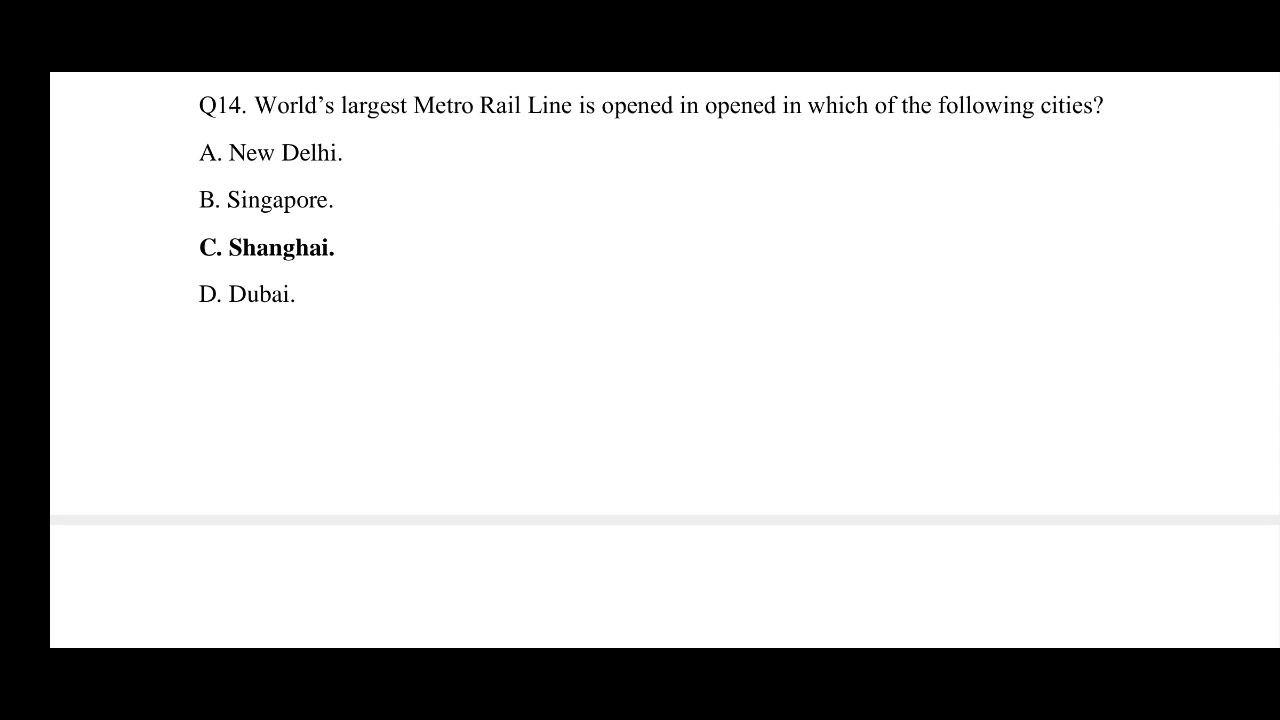 Q14. World’s largest Metro Rail Line is opened in opened in which of the following cities?
A. New Delhi.
B. Singapore.
C. Shanghai.
D. Dubai.